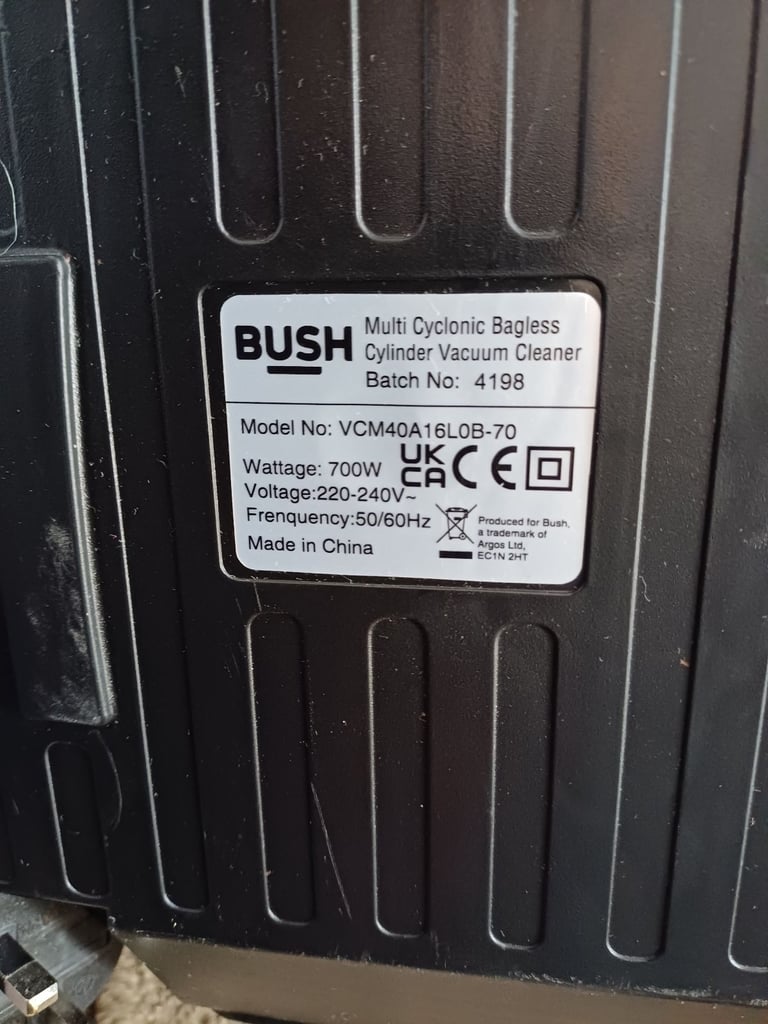 BUSH
Multi Cyclonic Bagless
Cylinder Vacuum Cleaner
Batch No: 4198
Model No: VCM40A16L0B-70
Wattage: 700W
UK
CA
CE
Voltage:220-240V~
Frenquency:50/60Hz
Made in China
Produced for Bush,
a trademark of
Argos Ltd,
EC1N 2HT